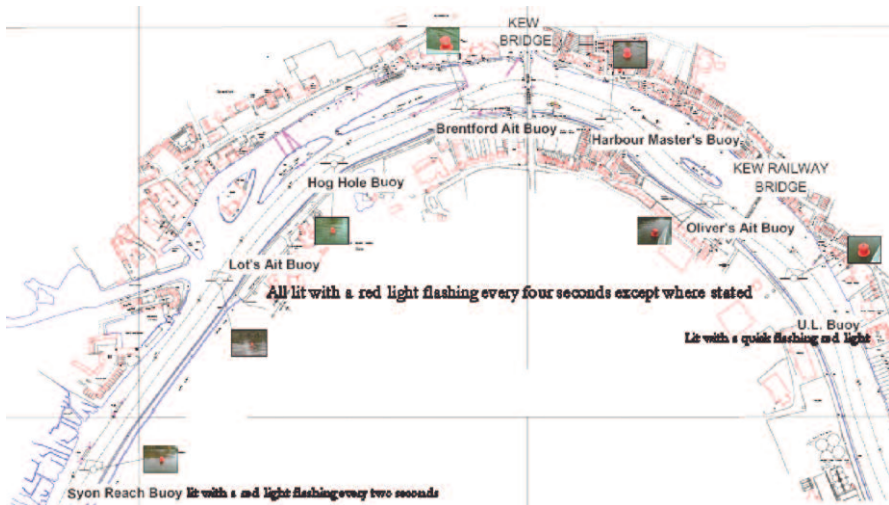 KEW
BRIDGE
Brentford Ait Buoy
Harbour Master's Buoy
KEW RAILWAY
BRIDGE
Hog Hole Buoy
Oliver's Ait Buoy
Lot's Ait Buoy
All lit with a red light flashing every four seconds except where stated
U.L. Buoy
Lit with a quick flashing red light
Syon Reach Buoy lit with a red light flashing every two seconds